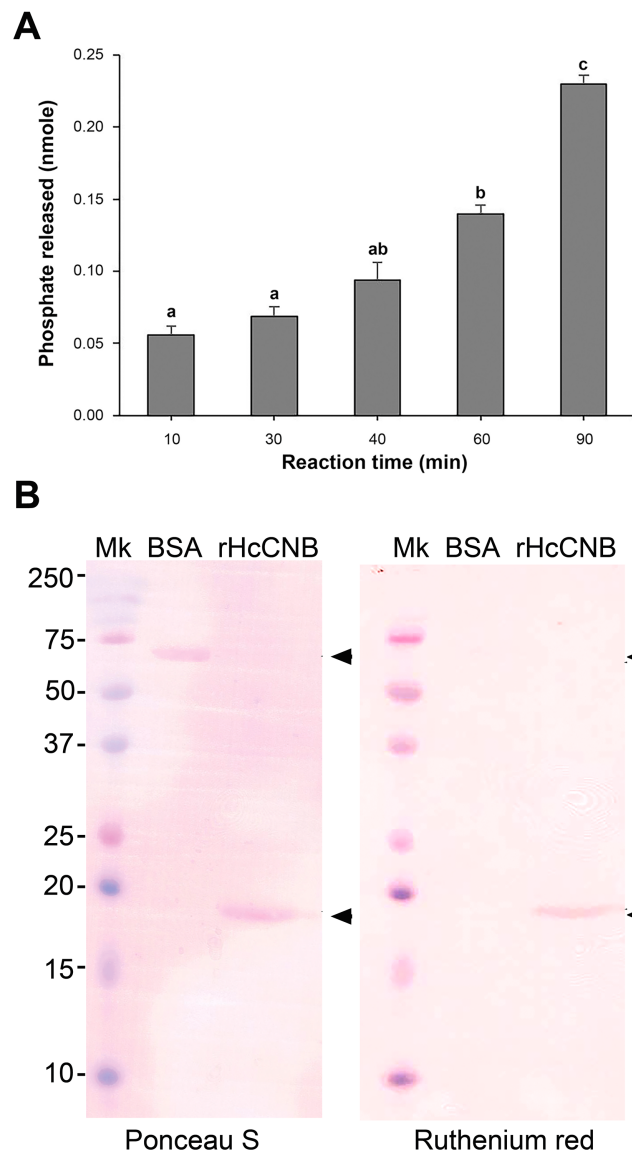 A
0.25
0.20
0.15
0.10
0.05
0.00
Phosphate released (nmole)
a
a
ab
b
c
10 30 40 60 90
Reaction time (min)
B
Mk BSA rHcCNB
Mk BSA rHcCNB
250
75
50
37
25
20
15
10
Ponceau S
Ruthenium red